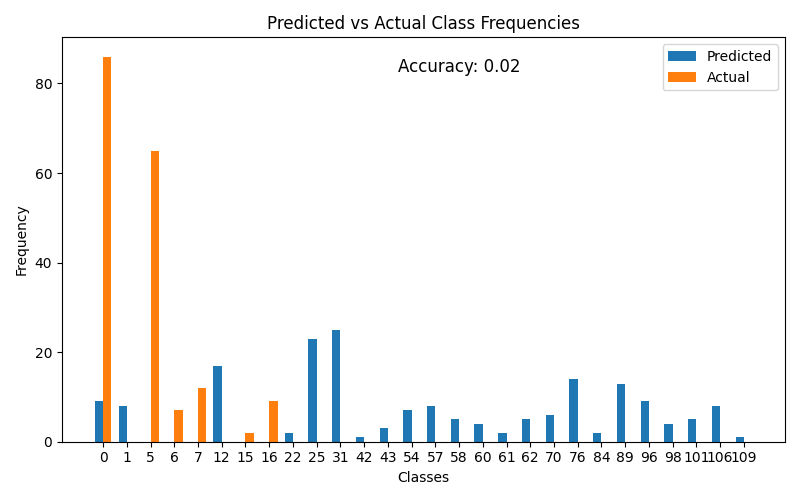 Predicted vs Actual Class Frequencies
Accuracy: 0.02
Predicted
Actual
Frequency
80
60
40
20
0
0 1 5 6 7 12 15 16 22 25 31 42 43 54 57 58 60 61 62 70 76 84 89 96 98 101 106 109
Classes